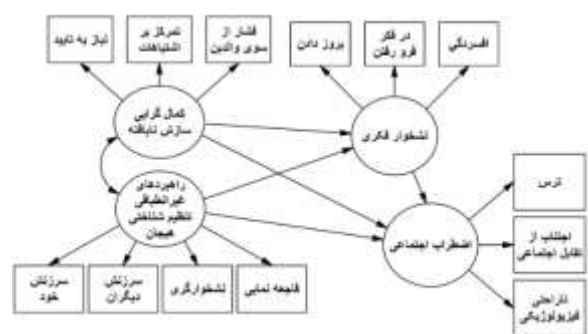 نیاز به تایید
تمرکز بر
اشتباهات
فشار از
سوی والدین
بروز دادن
در فکر
فرو رفتن
افسردگی
کمال گرایی
سازش نایافته
نشخوار فکری
راهبردهای
غیرانطباقی
تنظیم شناختی
هیجان
اضطراب اجتماعی
ترس
اجتناب از
تقابل اجتماعی
ناراحتی
فیزیولوژیکی
سرزنش
خود
سرزنش
دیگران
نشخوارگری
فاجعه نمایی